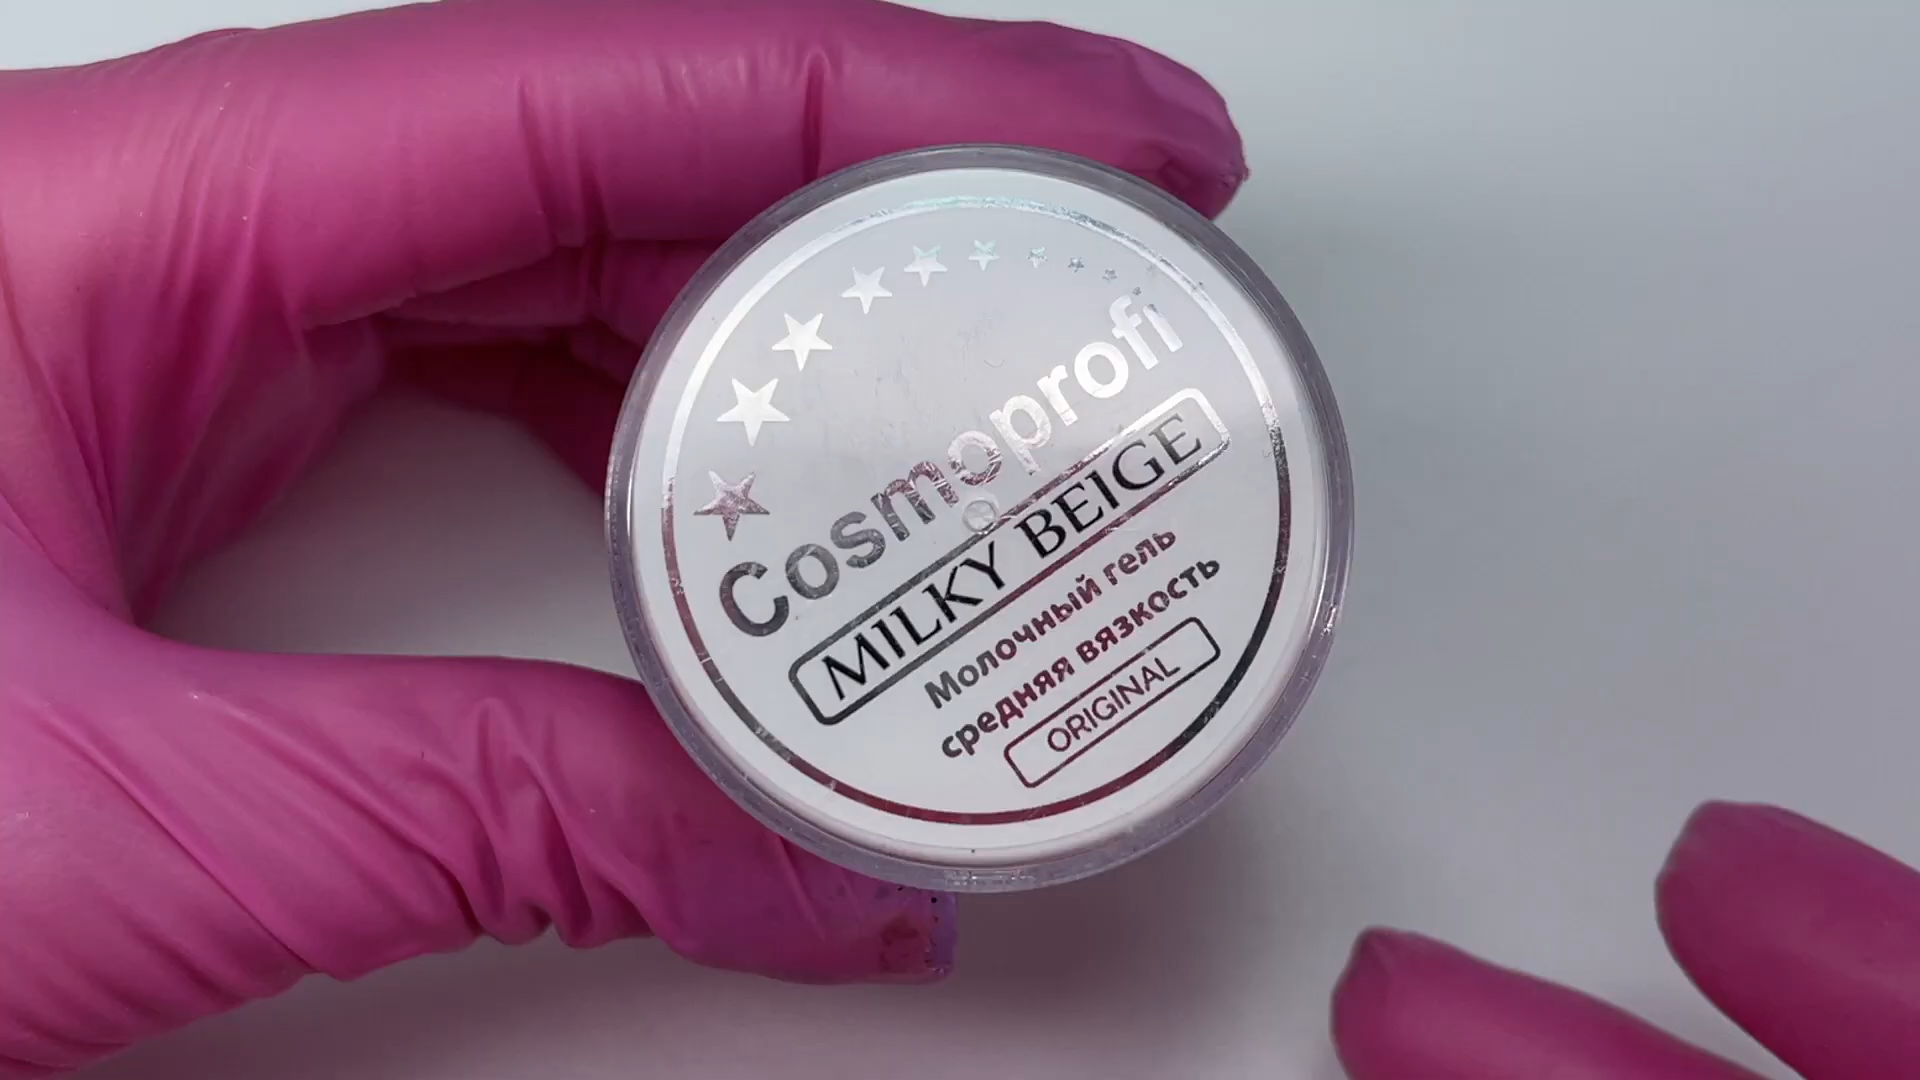 Cosmoprofi
MILKY BEIGE
Молочный гель
средняя вязкость
ORIGINAL